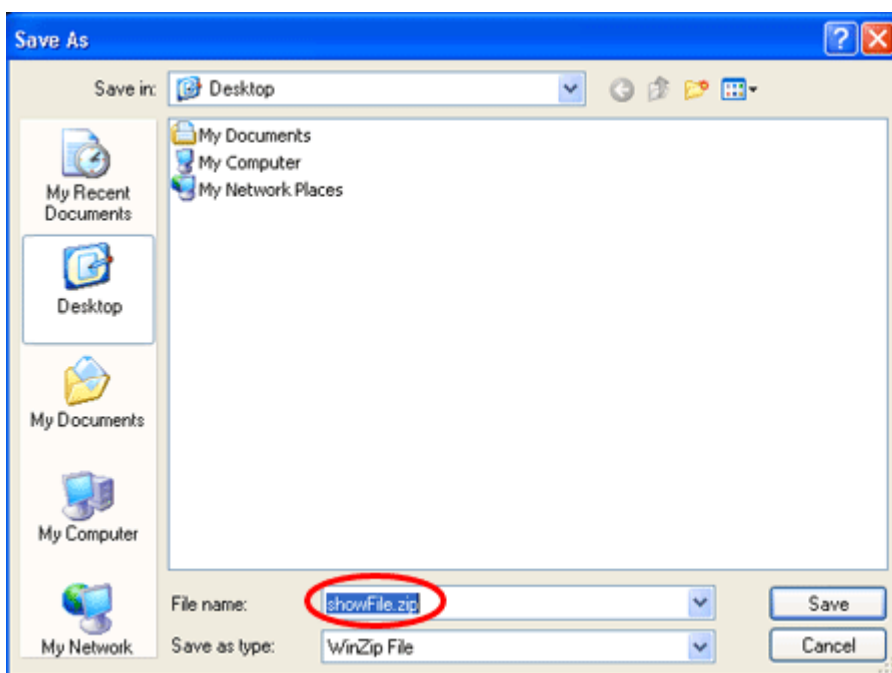 Save As
Save in: Desktop
My Documents
My Computer
My Network Places
My Recent
Documents
Desktop
My Documents
My Computer
My Network
File name: showFile.zip Save
Save as type: WinZip File Cancel